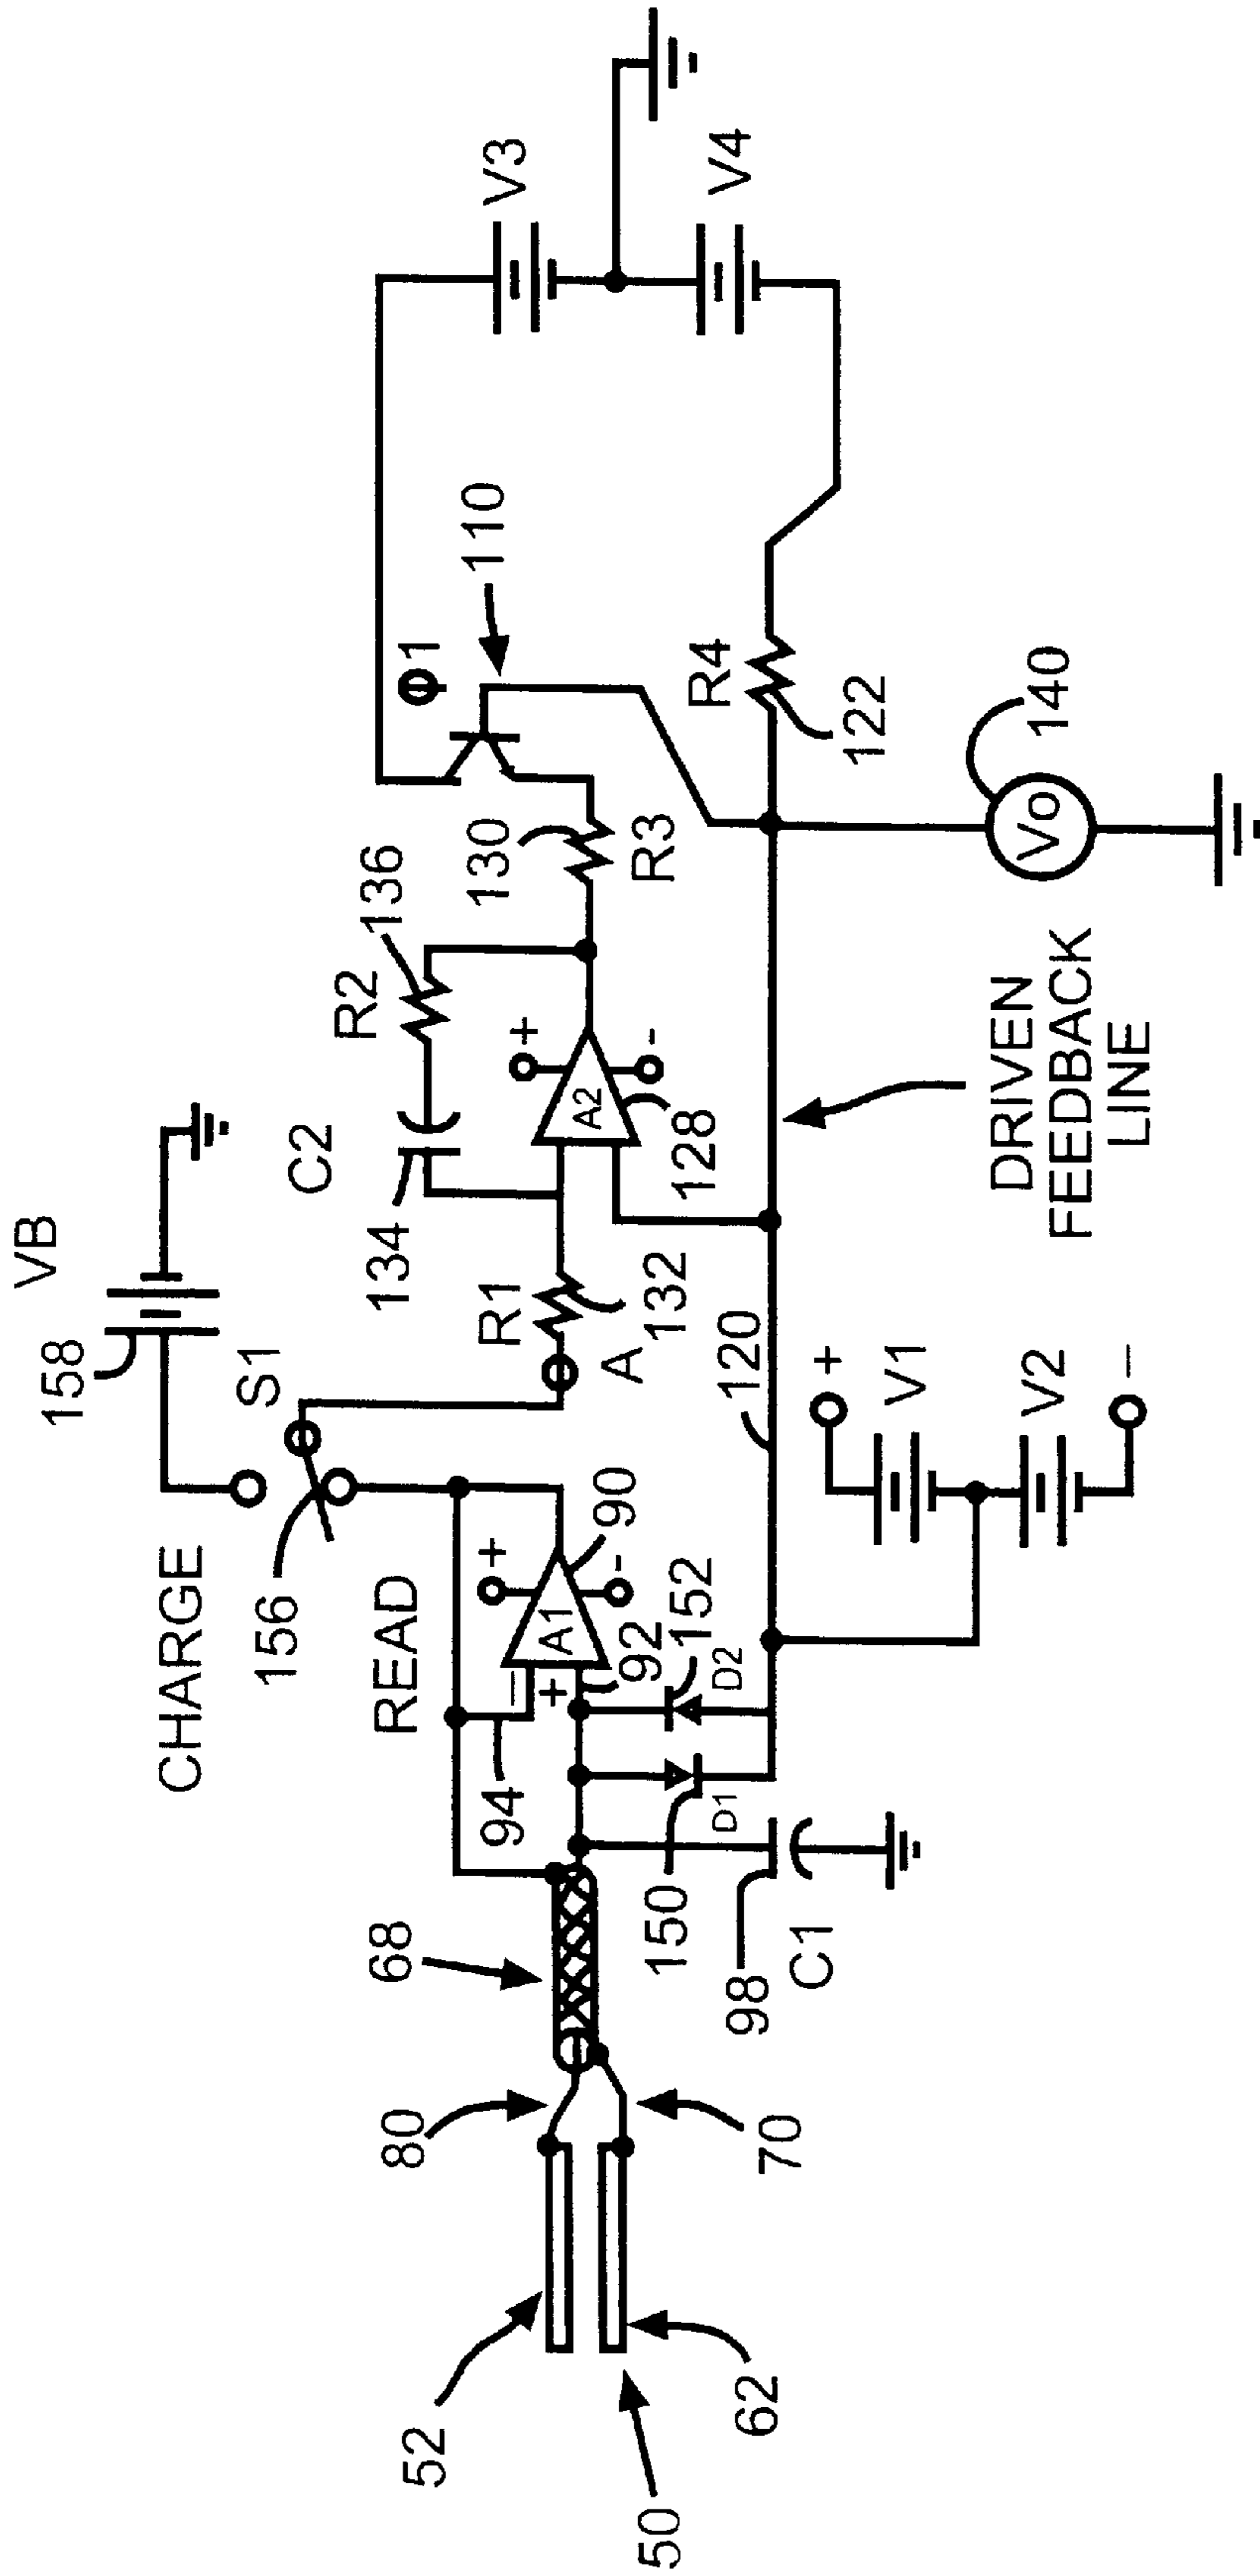 VB
158
CHARGE
S1
156
C2
R2
136
134
READ
68
80
52
94
−
+
A1
+
-
90
92
R1
132
A
+
A2
-
128
130
R3
Φ1
110
V3
V4
R4
122
50
62
70
150
D1
152
D2
98
C1
120
+
V1
V2
−
DRIVEN
FEEDBACK
LINE
Vo
140